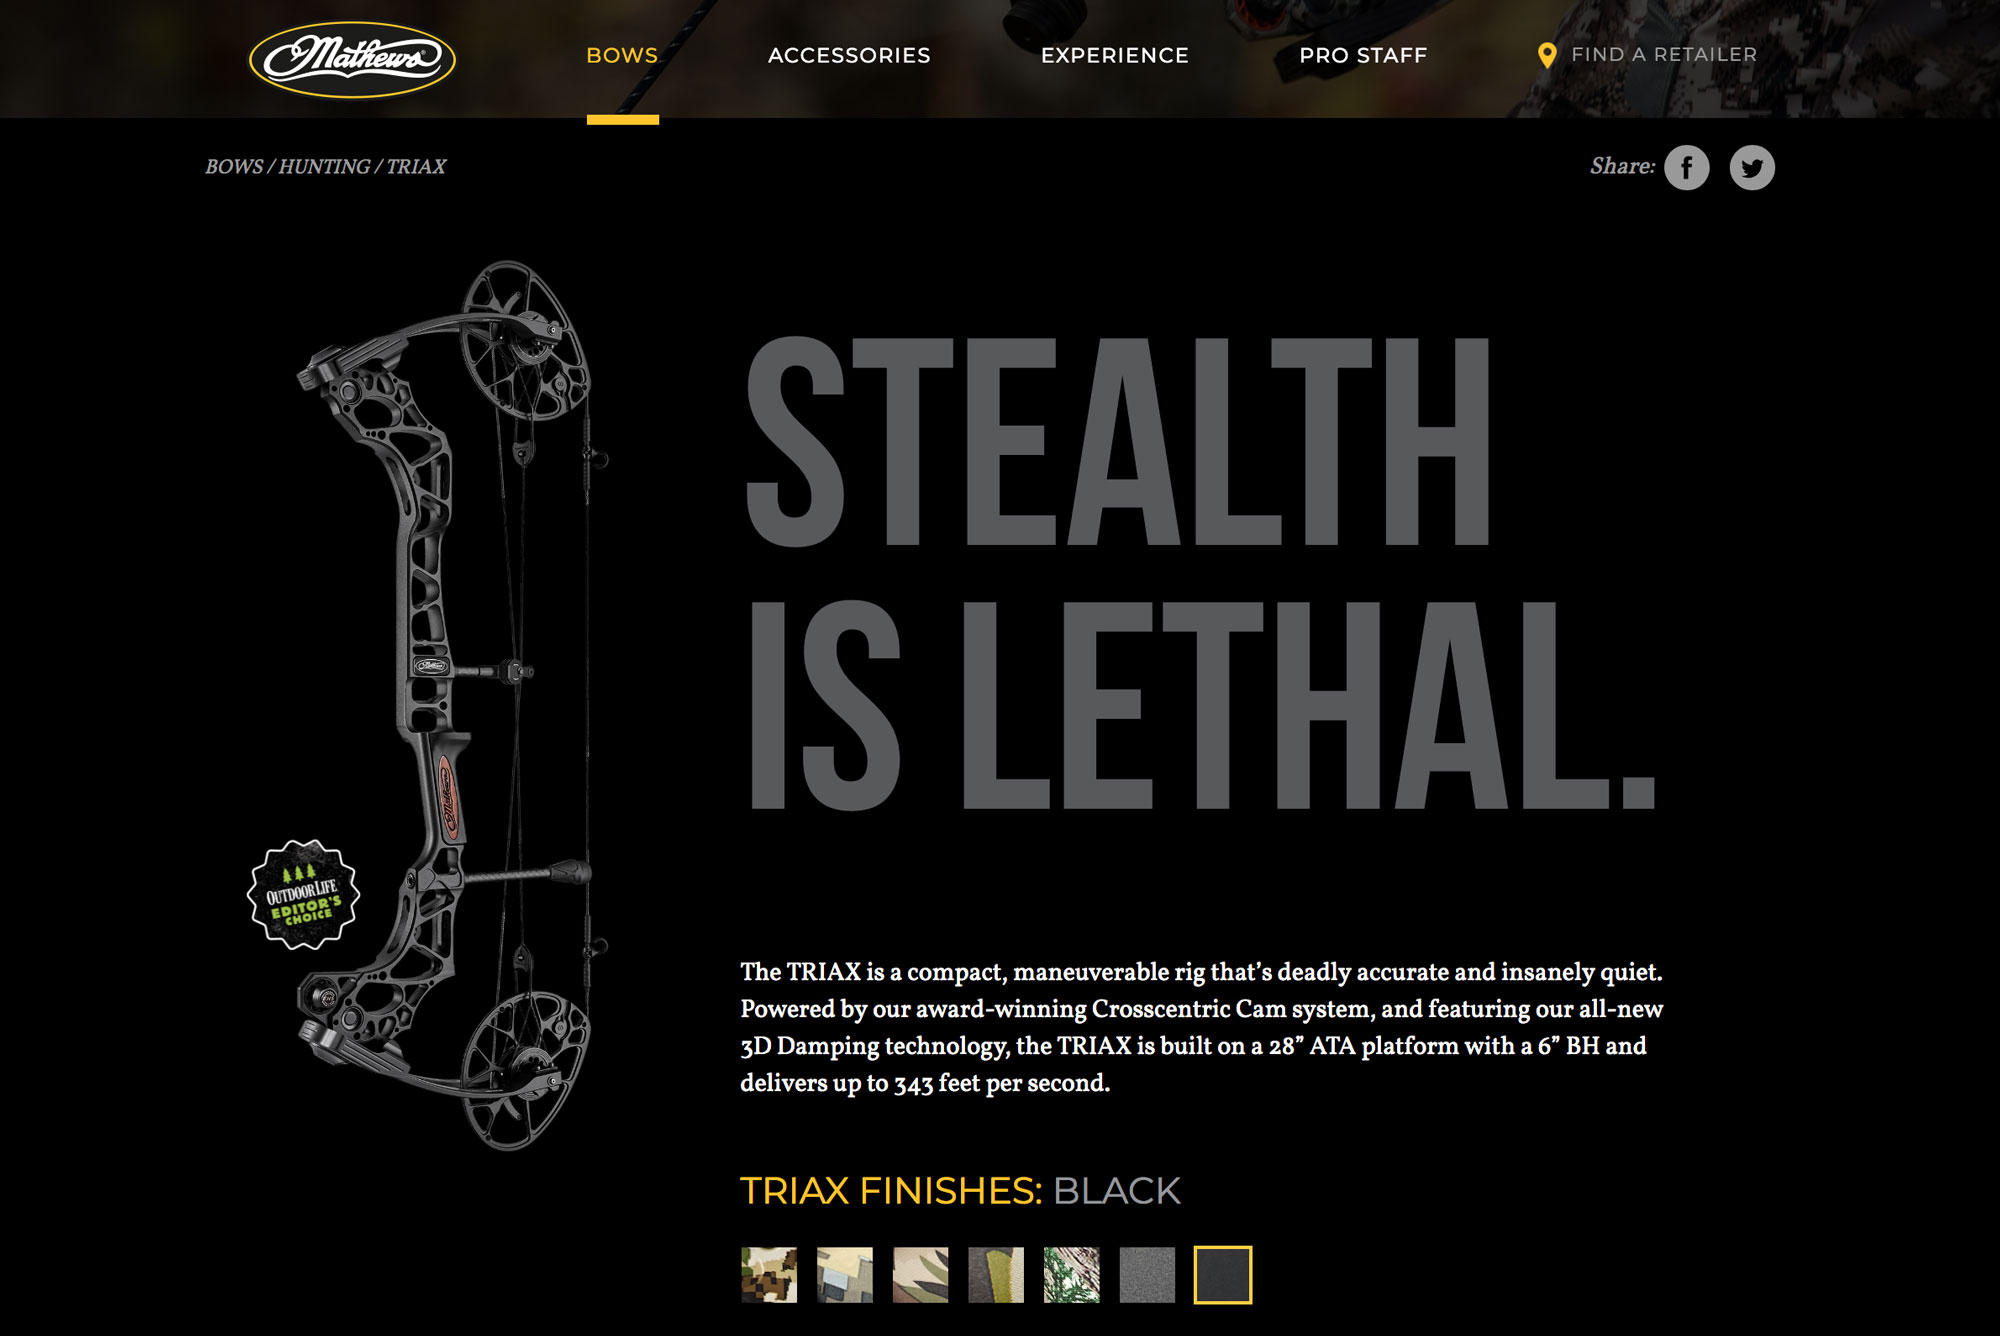 Mathews
BOWS
ACCESSORIES
EXPERIENCE
PRO STAFF
FIND A RETAILER
BOWS / HUNTING / TRIAX
Share:
STEALTH
IS LETHAL.
Mathews
Mathews
OUTDOOR LIFE
EDITOR'S
CHOICE
The TRIAX is a compact, maneuverable rig that’s deadly accurate and insanely quiet.
Powered by our award-winning Crosscentric Cam system, and featuring our all-new
3D Damping technology, the TRIAX is built on a 28” ATA platform with a 6” BH and
delivers up to 343 feet per second.
TRIAX FINISHES: BLACK